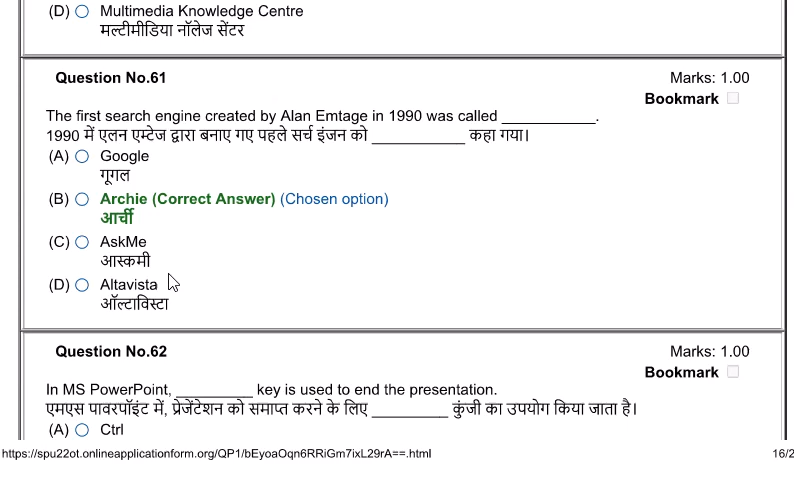 (D) Multimedia Knowledge Centre
मल्टीमीडिया नॉलेज सेंटर
Question No.61 Marks: 1.00
Bookmark
The first search engine created by Alan Emtage in 1990 was called ___________.
1990 में एलन एम्टेज द्वारा बनाए गए पहले सर्च इंजन को ___________ कहा गया।
(A) Google
गूगल
(B) Archie (Correct Answer) (Chosen option)
आर्ची
(C) AskMe
आस्कमी
(D) Altavista
ऑल्टाविस्टा
Question No.62 Marks: 1.00
Bookmark
In MS PowerPoint, _________ key is used to end the presentation.
एमएस पावरपॉइंट में, प्रेजेंटेशन को समाप्त करने के लिए _________ कुंजी का उपयोग किया जाता है।
(A) Ctrl
https://spu22ot.onlineapplicationform.org/QP1/bEyoaOqn6RRiGm7ixL29rA==.html 16/2